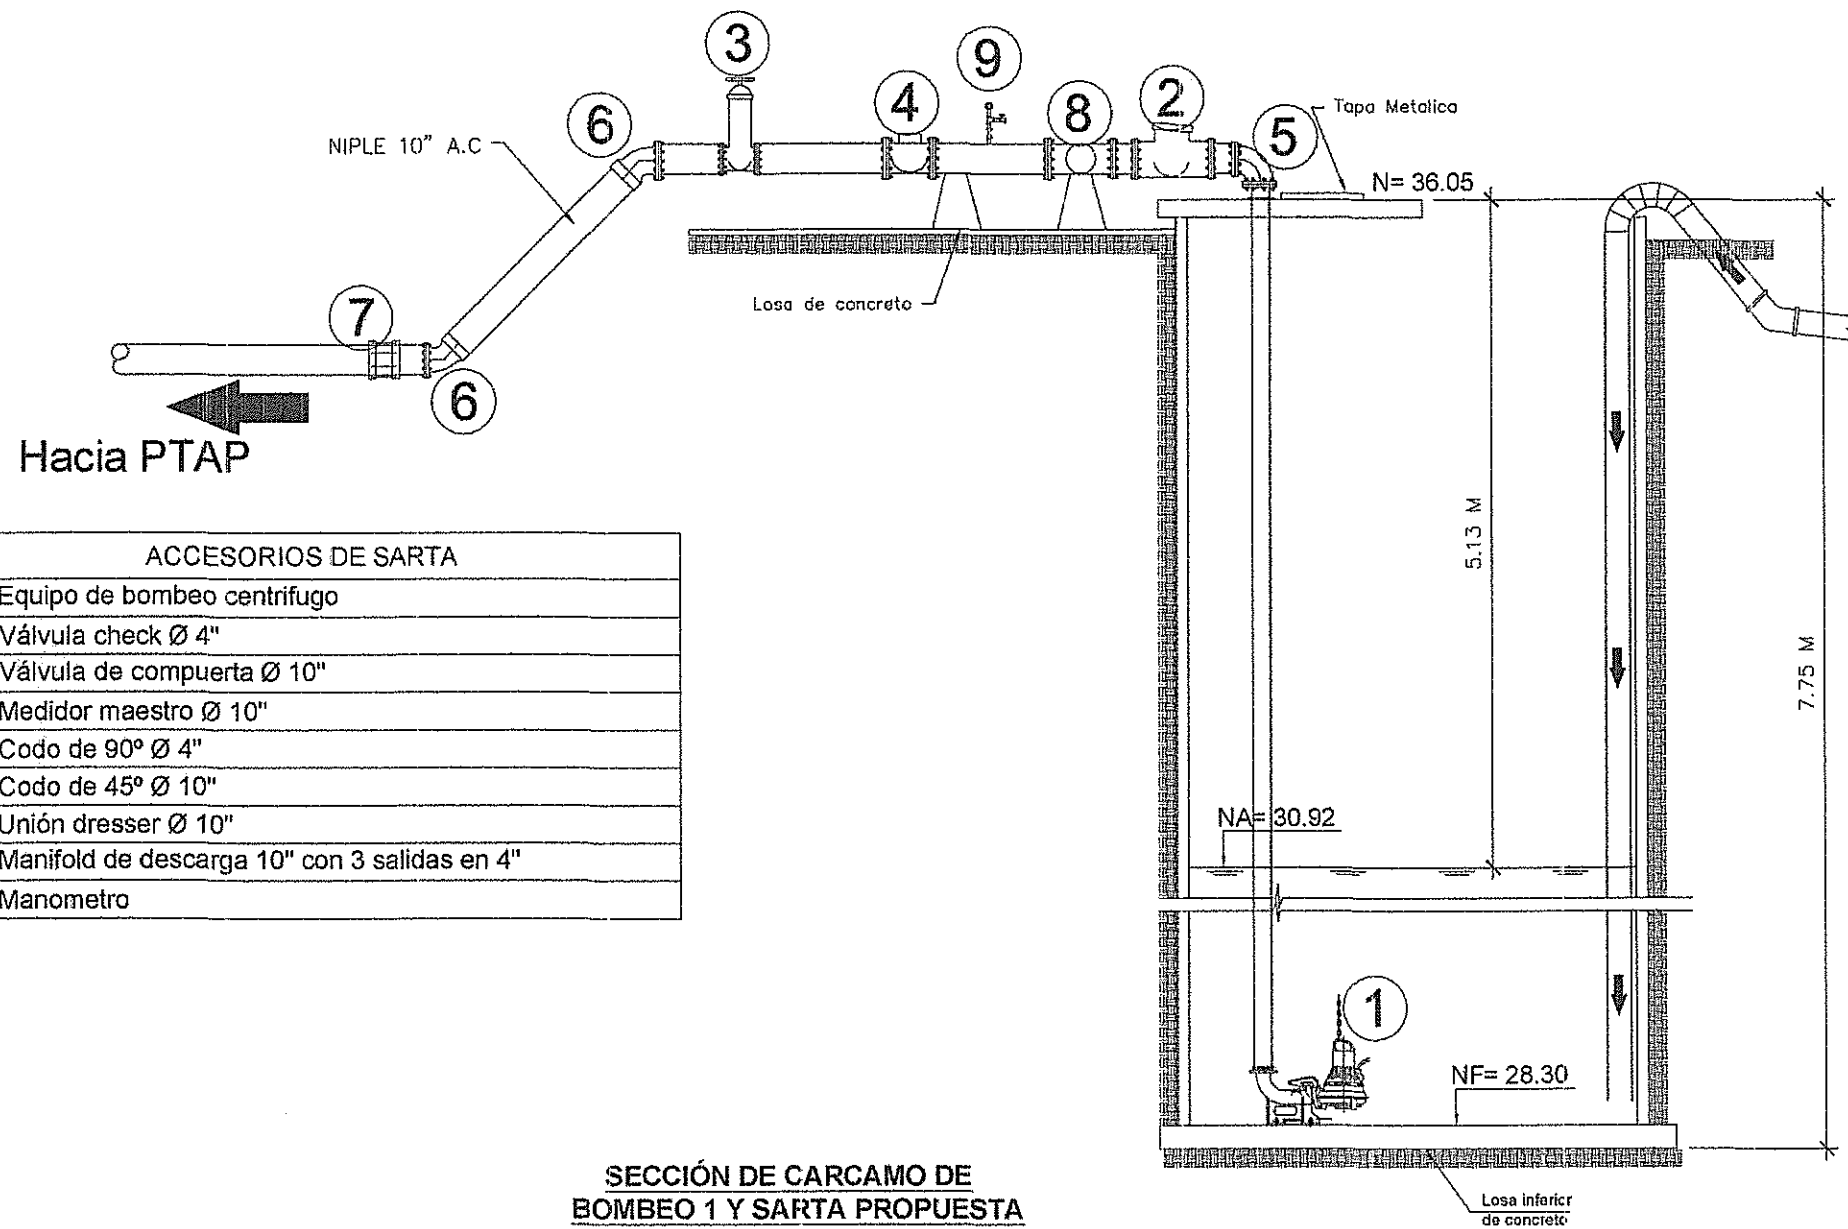 3
9
4
2
6
8
5
Tapa Metalica
NIPLE 10" A.C
N= 36.05
Losa de concreto
7
6
Hacia PTAP
5.13 M
7.75 M
ACCESORIOS DE SARTA
Equipo de bombeo centrifugo
Válvula check Ø 4"
Válvula de compuerta Ø 10"
Medidor maestro Ø 10"
Codo de 90º Ø 4"
Codo de 45º Ø 10"
Unión dresser Ø 10"
Manifold de descarga 10" con 3 salidas en 4"
Manometro
NA= 30.92
1
NF= 28.30
SECCIÓN DE CARCAMO DE
BOMBEO 1 Y SARTA PROPUESTA
Losa inferior
de concreto